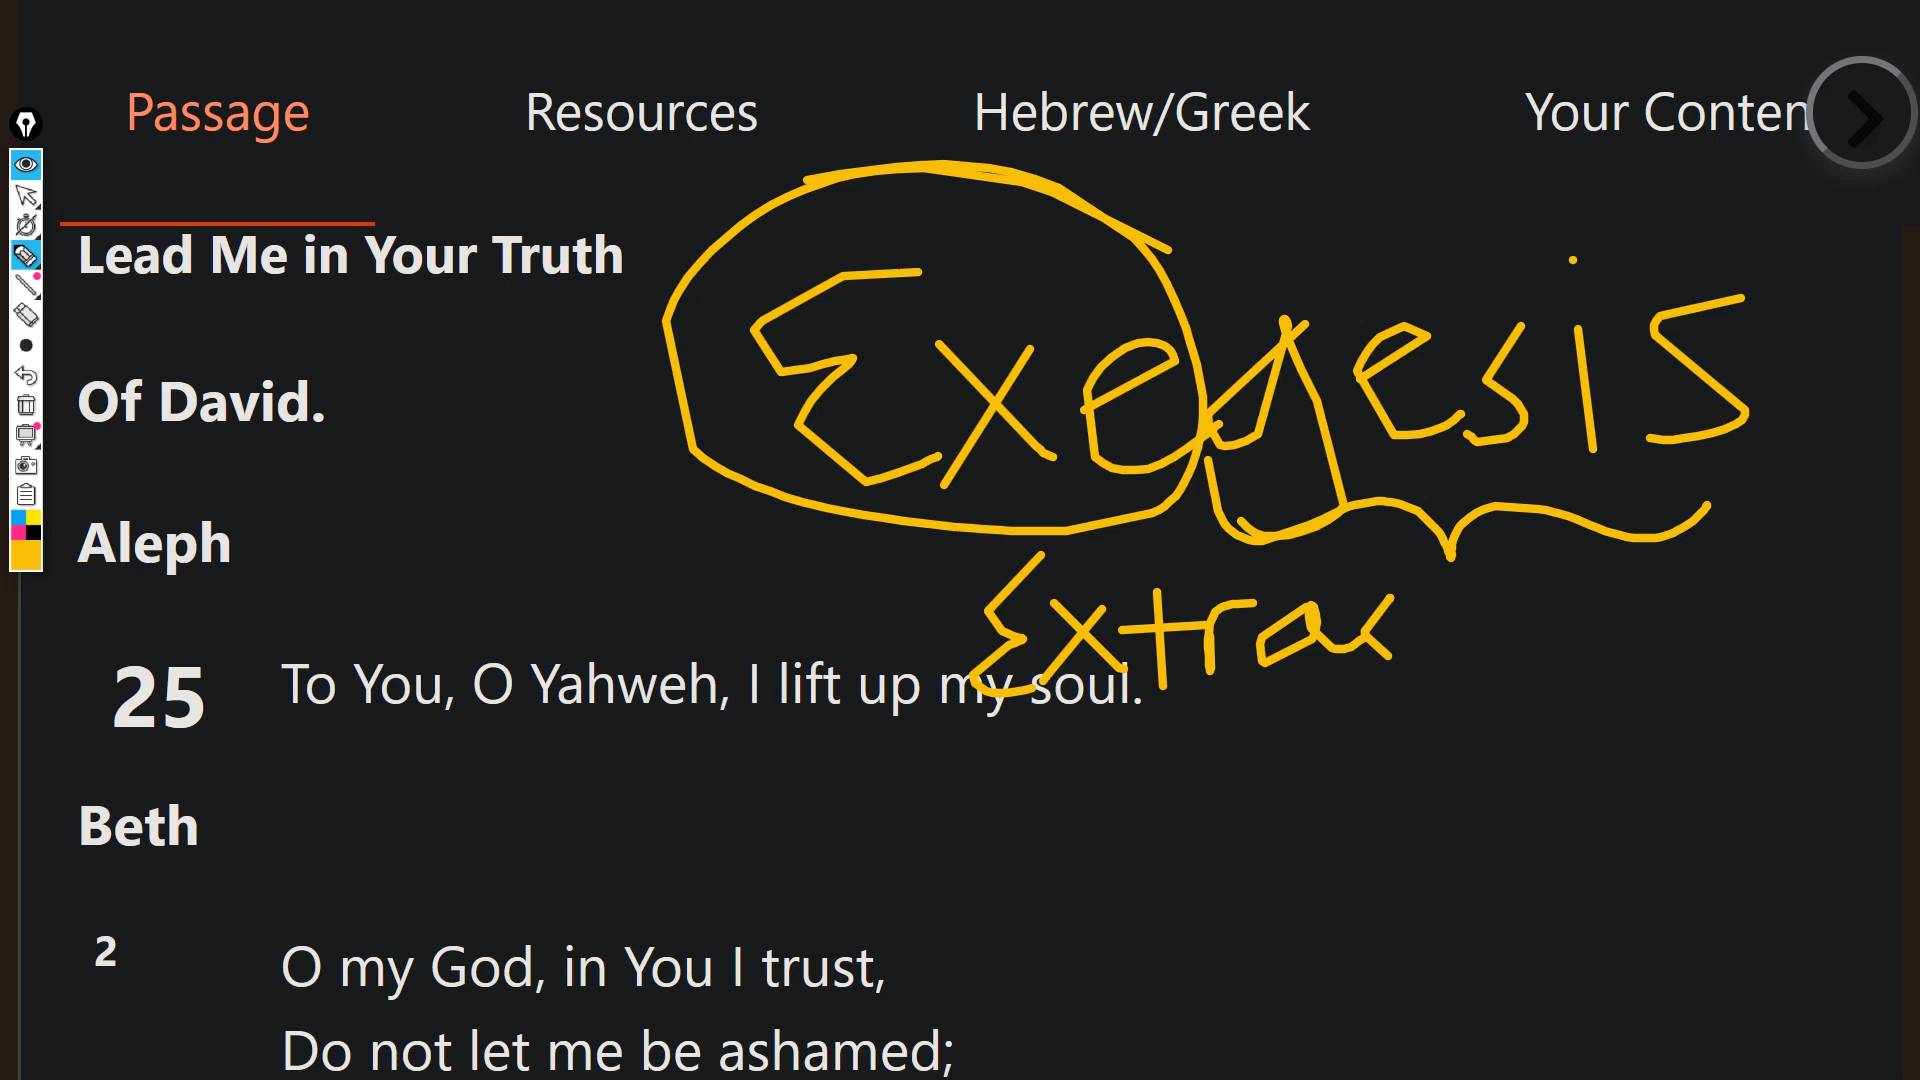 Passage Resources Hebrew/Greek Your Conten
Lead Me in Your Truth
Exegesis
Of David.
Aleph
Extrac
25 To You, O Yahweh, I lift up my soul.
Beth
2 O my God, in You I trust,
Do not let me be ashamed;